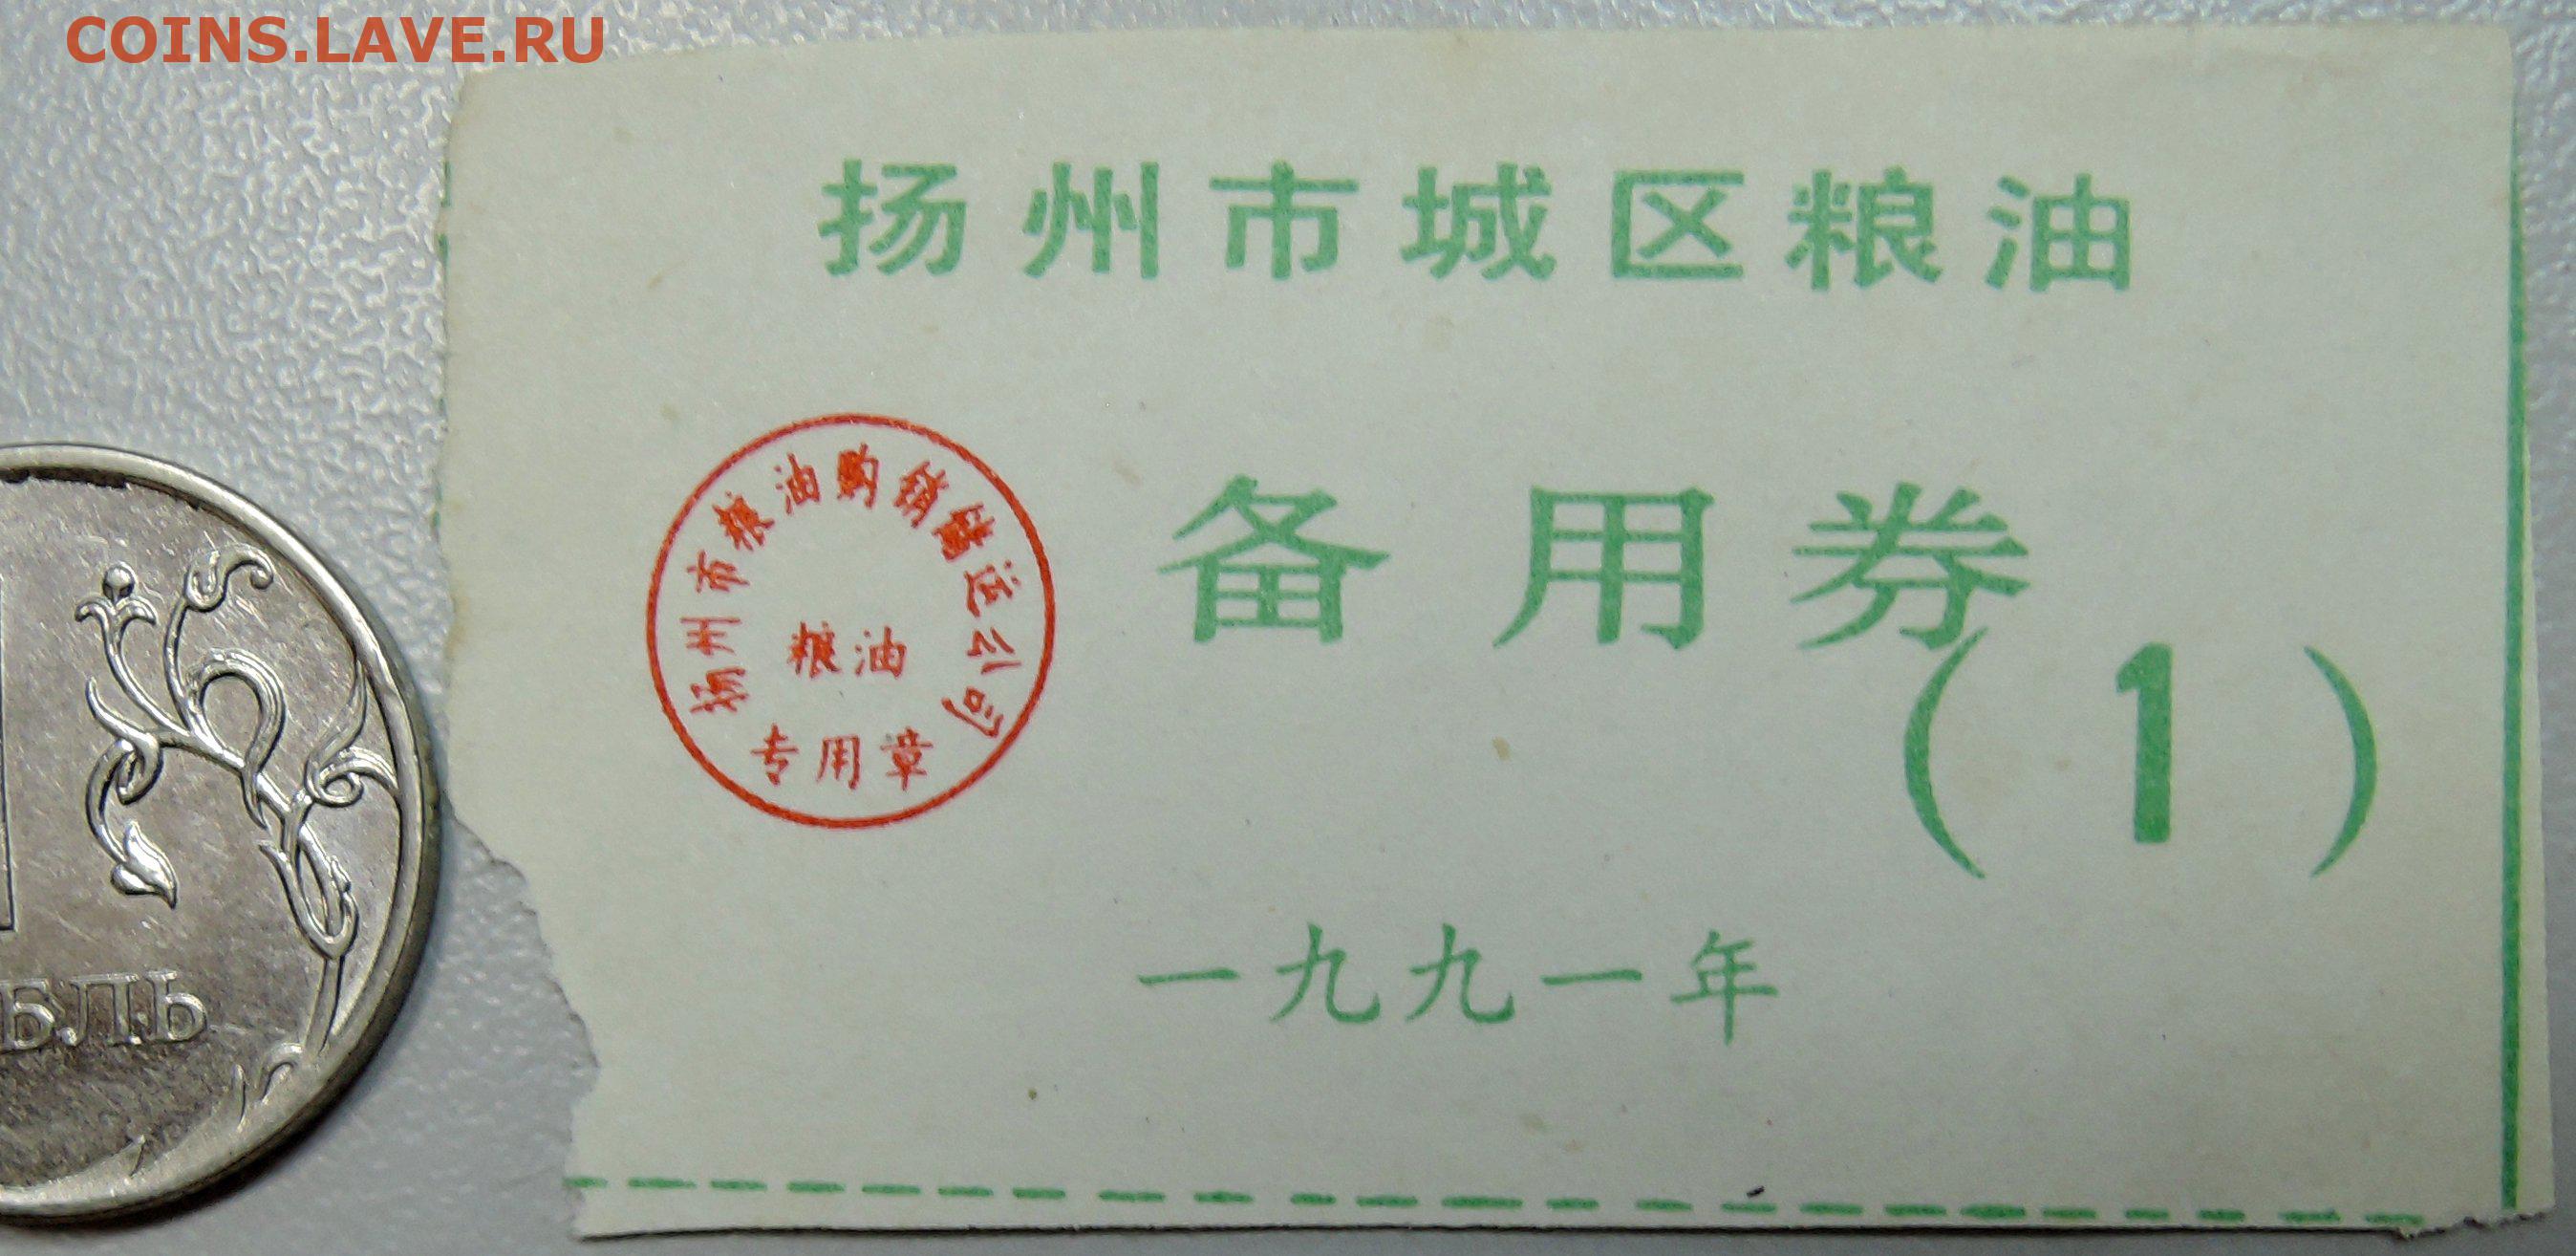 COINS.LAVE.RU
扬州市城区粮油
备用券
(1)
扬州市粮油购销储运公司
粮油
专用章
一九九一年
БЛЬ